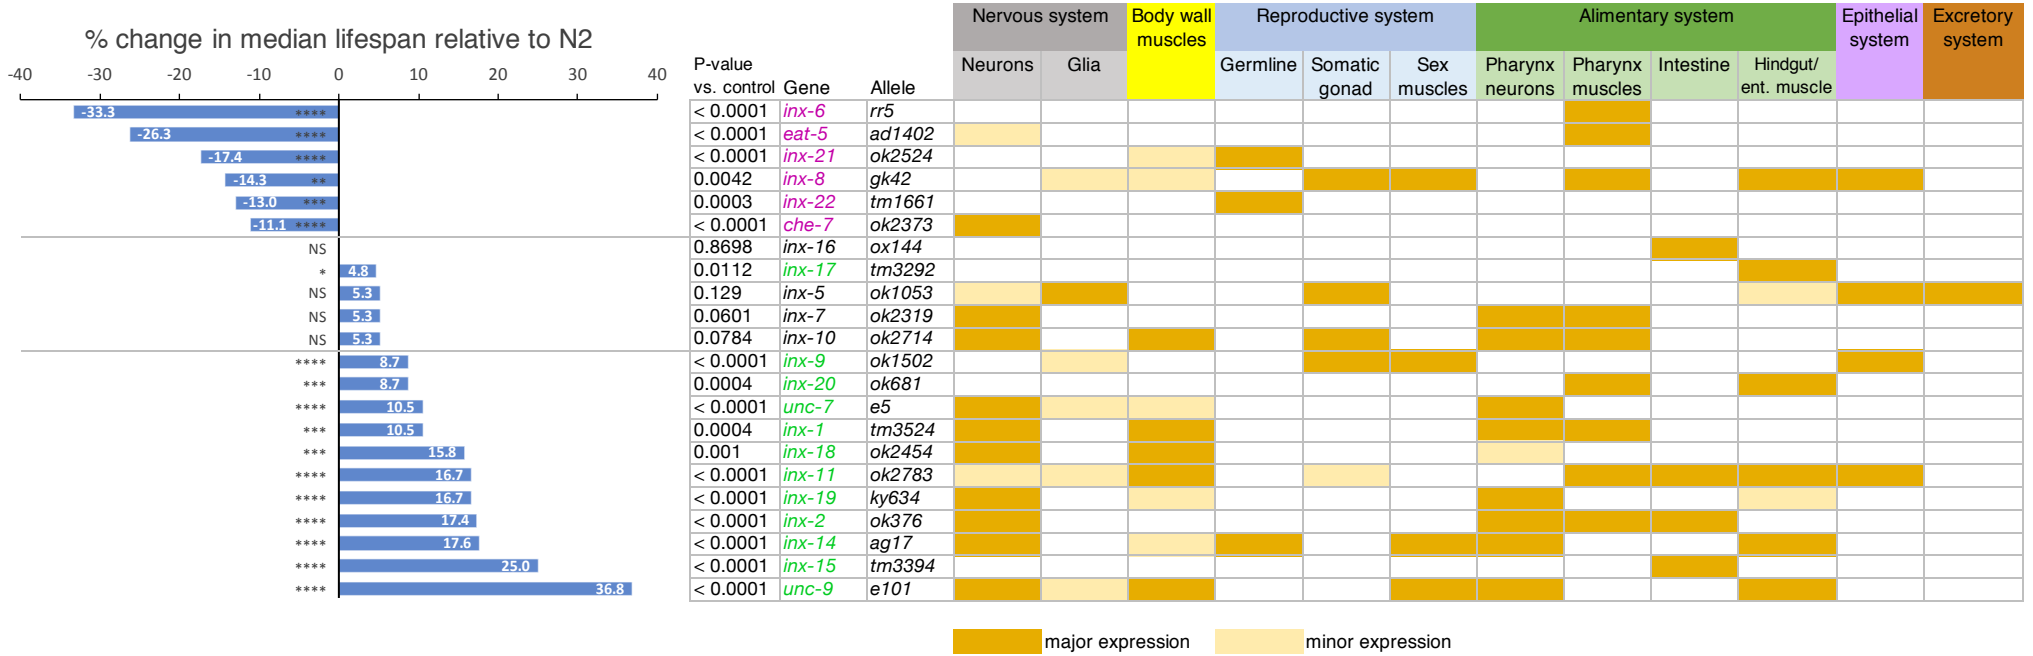 % change in median lifespan relative to N2
-40 -30 -20 -10 0 10 20 30 40
Nervous system Body wall muscles Reproductive system Alimentary system Epithelial system Excretory system
P-value vs. control Gene Allele Neurons Glia Germline Somatic gonad Sex muscles Pharynx neurons Pharynx muscles Intestine Hindgut/ ent. muscle
-33.3 **** < 0.0001 inx-6 rr5
-26.3 **** < 0.0001 eat-5 ad1402
-17.4 **** < 0.0001 inx-21 ok2524
-14.3 ** 0.0042 inx-8 gk42
-13.0 *** 0.0003 inx-22 tm1661
-11.1 **** < 0.0001 che-7 ok2373
NS 0.8698 inx-16 ox144
* 4.8 0.0112 inx-17 tm3292
NS 5.3 0.129 inx-5 ok1053
NS 5.3 0.0601 inx-7 ok2319
NS 5.3 0.0784 inx-10 ok2714
**** 8.7 < 0.0001 inx-9 ok1502
*** 8.7 0.0004 inx-20 ok681
**** 10.5 < 0.0001 unc-7 e5
*** 10.5 0.0004 inx-1 tm3524
*** 15.8 0.001 inx-18 ok2454
**** 16.7 < 0.0001 inx-11 ok2783
**** 16.7 < 0.0001 inx-19 ky634
**** 17.4 < 0.0001 inx-2 ok376
**** 17.6 < 0.0001 inx-14 ag17
**** 25.0 < 0.0001 inx-15 tm3394
**** 36.8 < 0.0001 unc-9 e101
major expression minor expression